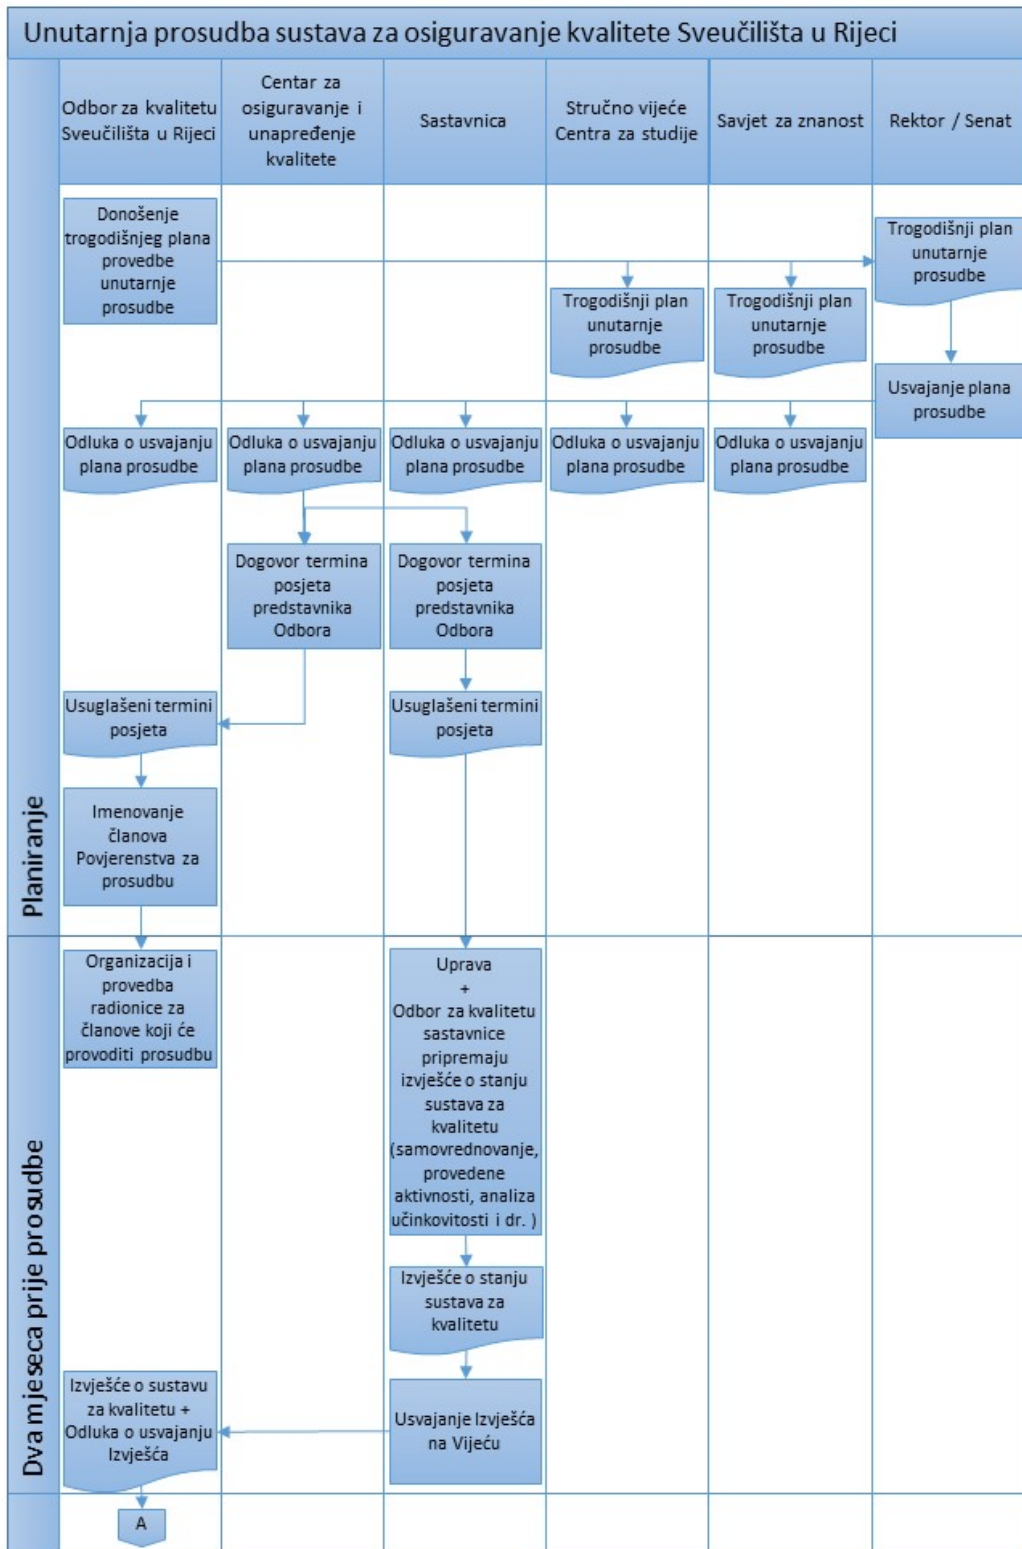 Unutarnja prosudba sustava za osiguravanje kvalitete Sveučilišta u Rijeci
Odbor za kvalitetu
Sveučilišta u Rijeci
Centar za
osiguravanje i
unapređenje
kvalitete
Sastavnica
Stručno vijeće
Centra za studije
Savjet za znanost
Rektor / Senat
Planiranje
Donošenje
trogodišnjeg plana
provedbe
unutarnje
prosudbe
Trogodišnji plan
unutarnje
prosudbe
Trogodišnji plan
unutarnje
prosudbe
Trogodišnji plan
unutarnje
prosudbe
Usvajanje plana
prosudbe
Odluka o usvajanju
plana prosudbe
Odluka o usvajanju
plana prosudbe
Odluka o usvajanju
plana prosudbe
Odluka o usvajanju
plana prosudbe
Odluka o usvajanju
plana prosudbe
Dogovor termina
posjeta
predstavnika
Odbora
Dogovor termina
posjeta
predstavnika
Odbora
Usuglašeni termini
posjeta
Usuglašeni termini
posjeta
Imenovanje
članova
Povjerenstva za
prosudbu
Dva mjeseca prije prosudbe
Organizacija i
provedba
radionice za
članove koji će
provoditi prosudbu
Uprava
+
Odbor za kvalitetu
sastavnice
pripremaju
izvješće o stanju
sustava za
kvalitetu
(samovrednovanje,
provedene
aktivnosti, analiza
učinkovitosti i dr. )
Izvješće o stanju
sustava za
kvalitetu
Izvješće o sustavu
za kvalitetu +
Odluka o usvajanju
Izvješća
Usvajanje Izvješća
na Vijeću
A